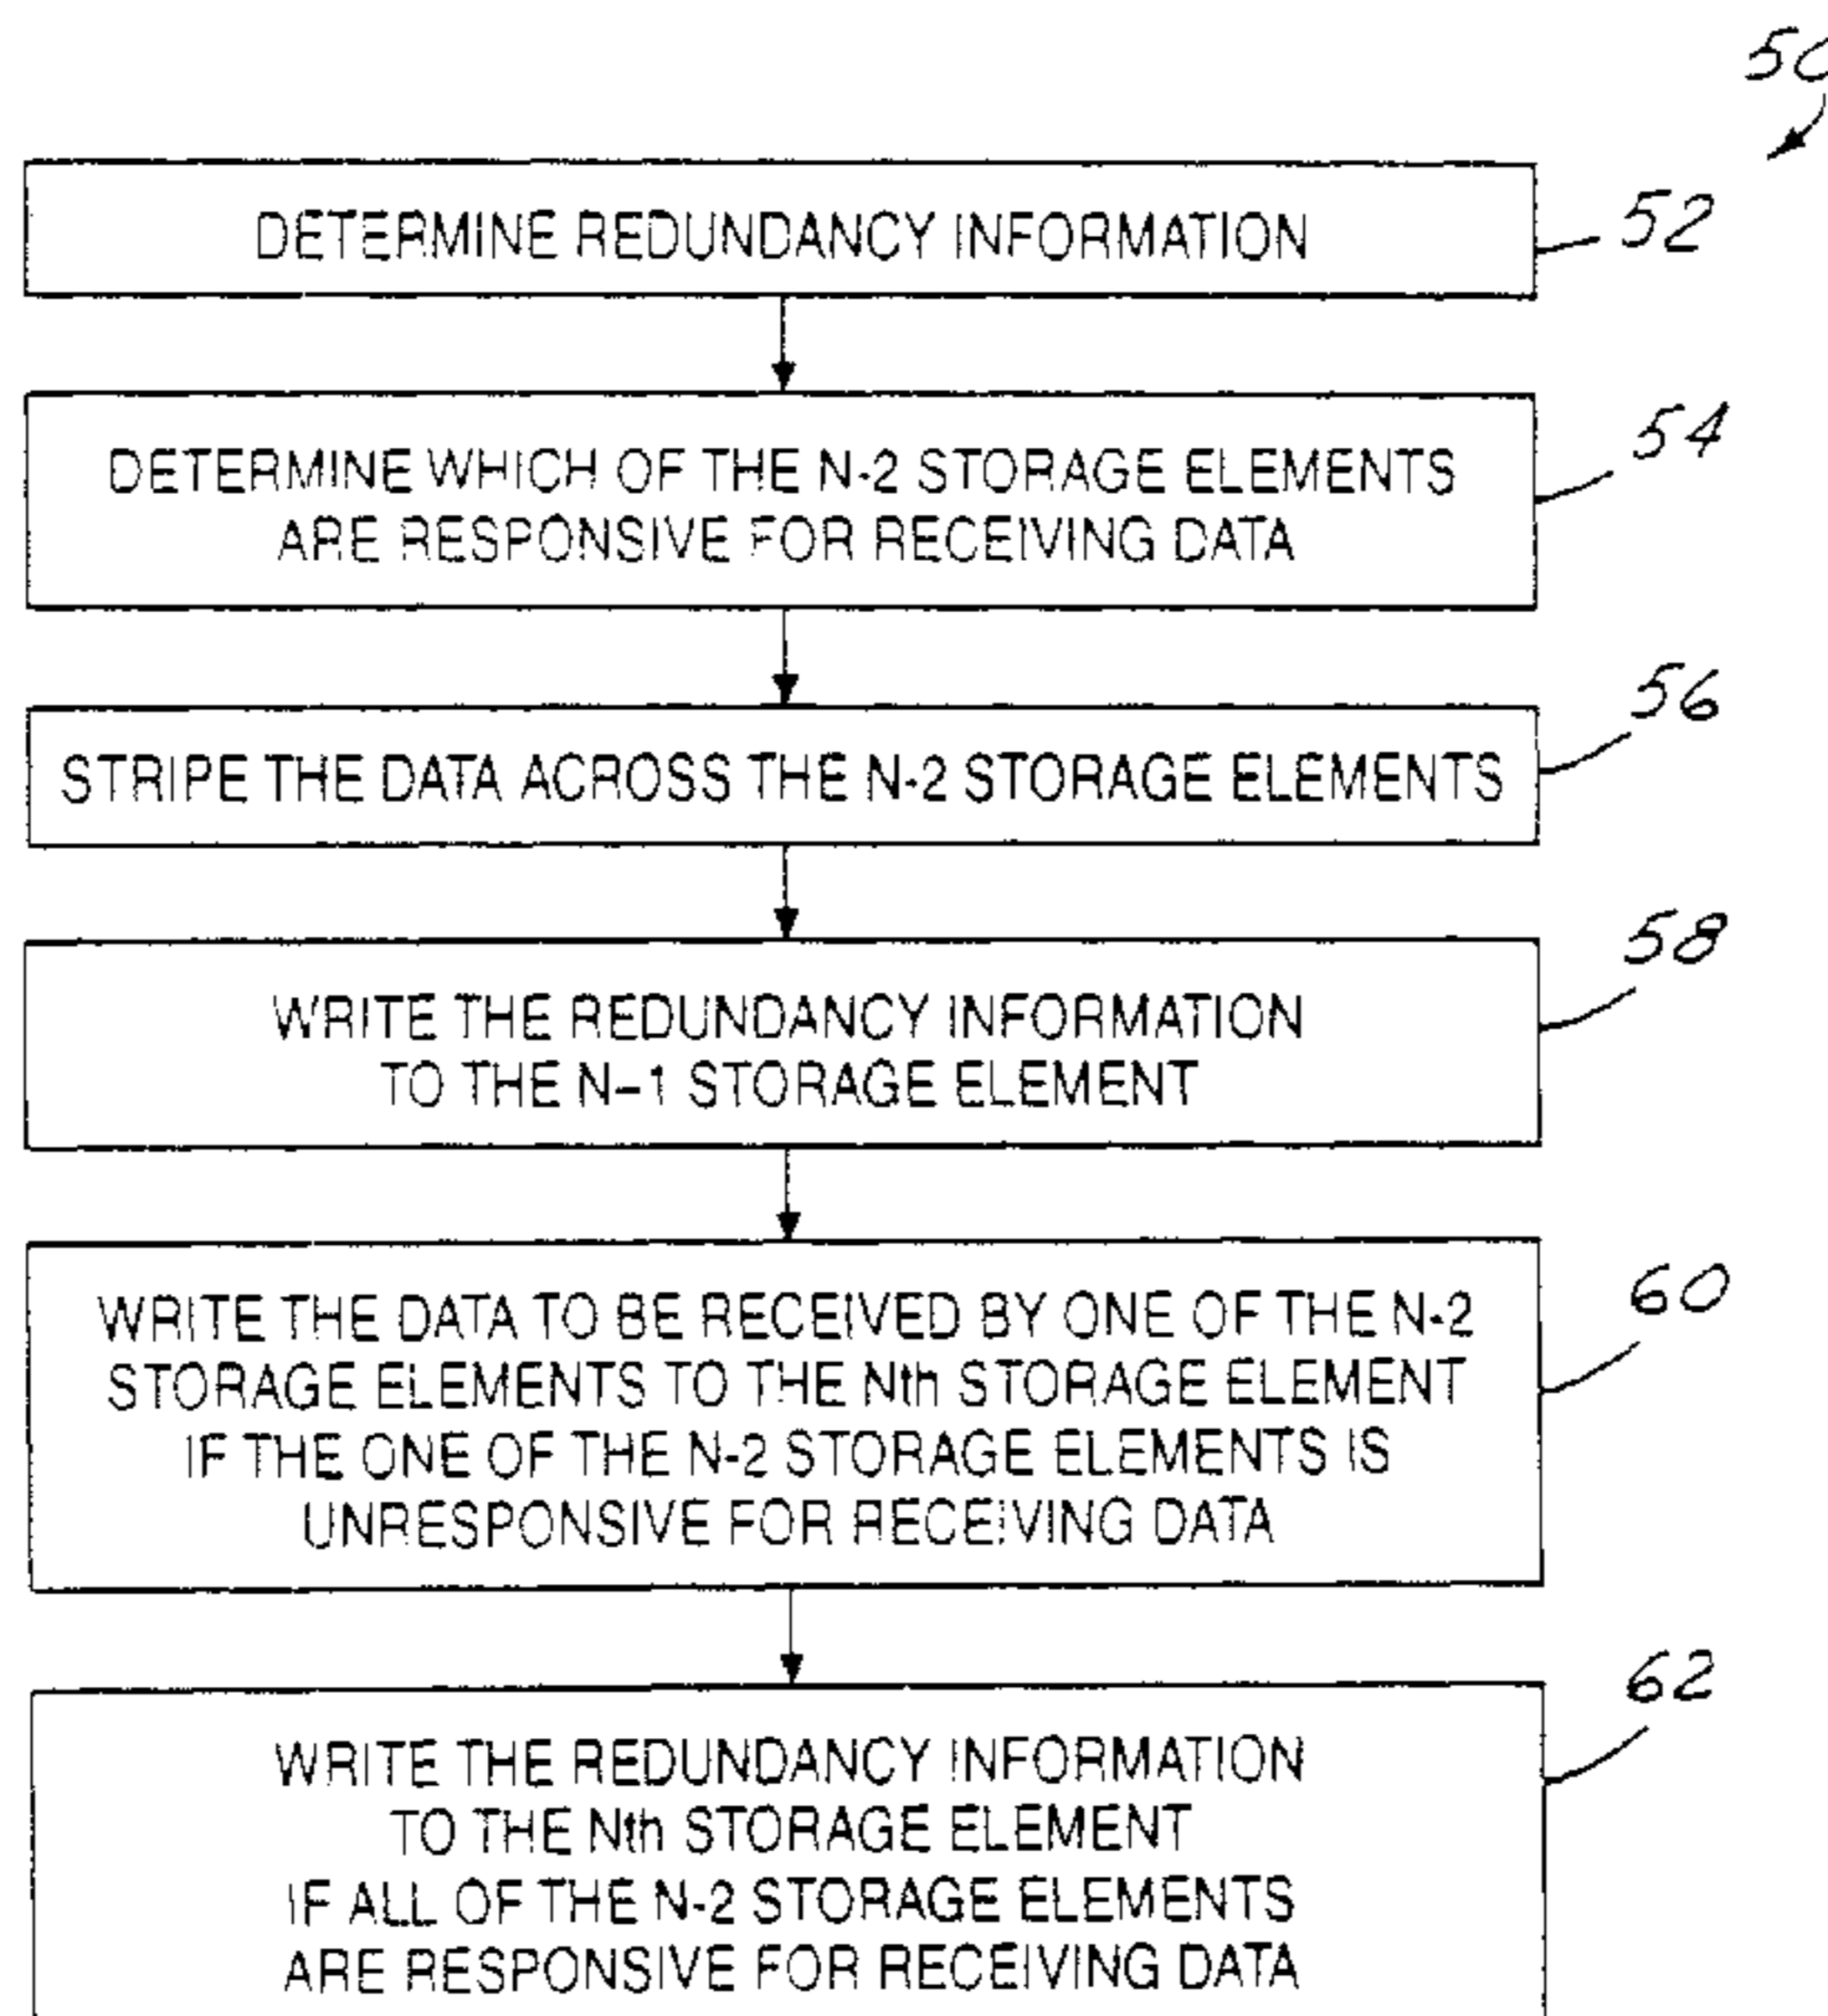 50
DETERMINE REDUNDANCY INFORMATION
52
DETERMINE WHICH OF THE N-2 STORAGE ELEMENTS
ARE RESPONSIVE FOR RECEIVING DATA
54
STRIPE THE DATA ACROSS THE N-2 STORAGE ELEMENTS
56
WRITE THE REDUNDANCY INFORMATION
TO THE N-1 STORAGE ELEMENT
58
WRITE THE DATA TO BE RECEIVED BY ONE OF THE N-2
STORAGE ELEMENTS TO THE Nth STORAGE ELEMENT
IF THE ONE OF THE N-2 STORAGE ELEMENTS IS
UNRESPONSIVE FOR RECEIVING DATA
60
WRITE THE REDUNDANCY INFORMATION
TO THE Nth STORAGE ELEMENT
IF ALL OF THE N-2 STORAGE ELEMENTS
ARE RESPONSIVE FOR RECEIVING DATA
62